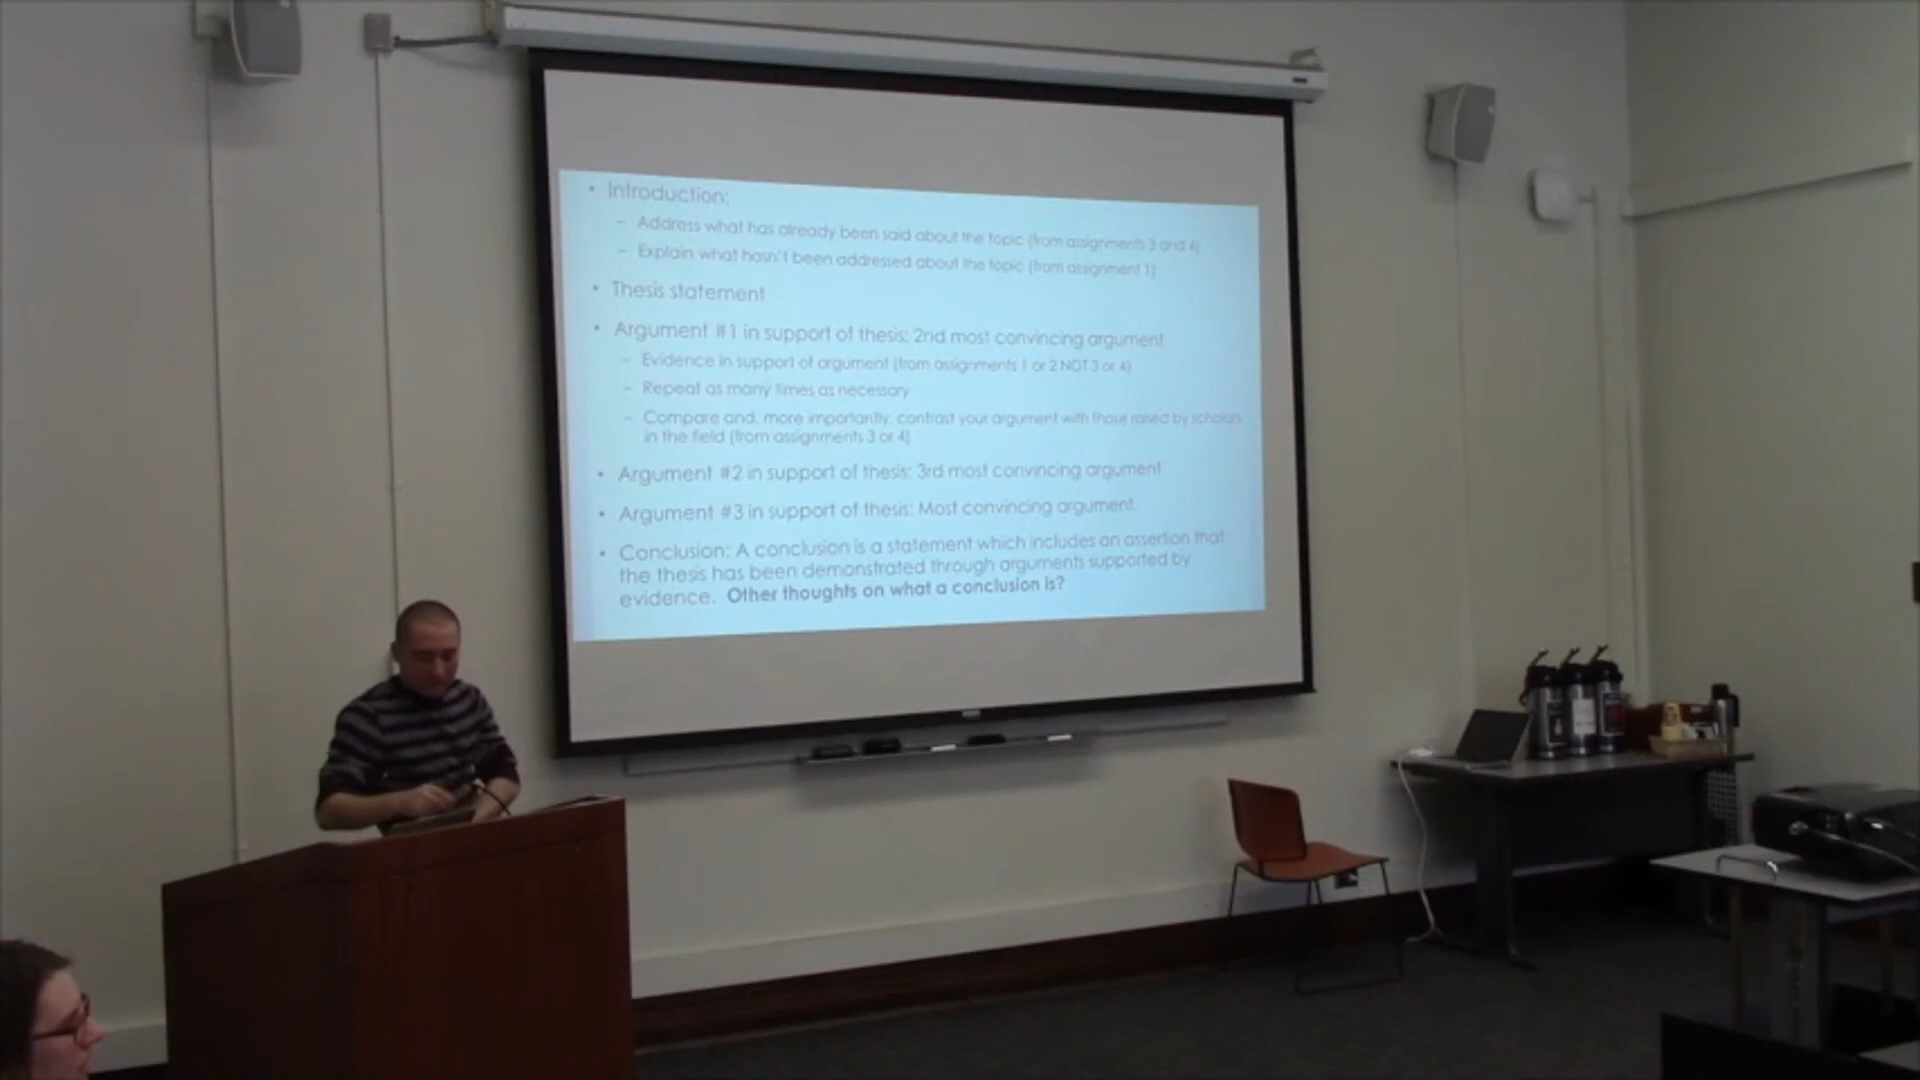 • Introduction:
– Address what has already been said about the topic (from assignments 3 and 4)
– Explain what hasn't been addressed about the topic (from assignment 1)
• Thesis statement
• Argument #1 in support of thesis: 2nd most convincing argument
– Evidence in support of argument (from assignments 1 or 2 NOT 3 or 4)
– Repeat as many times as necessary
– Compare and, more importantly, contrast your argument with those raised by scholars
in the field (from assignments 3 or 4)
• Argument #2 in support of thesis: 3rd most convincing argument
• Argument #3 in support of thesis: Most convincing argument
• Conclusion: A conclusion is a statement which includes an assertion that
the thesis has been demonstrated through arguments supported by
evidence. Other thoughts on what a conclusion is?